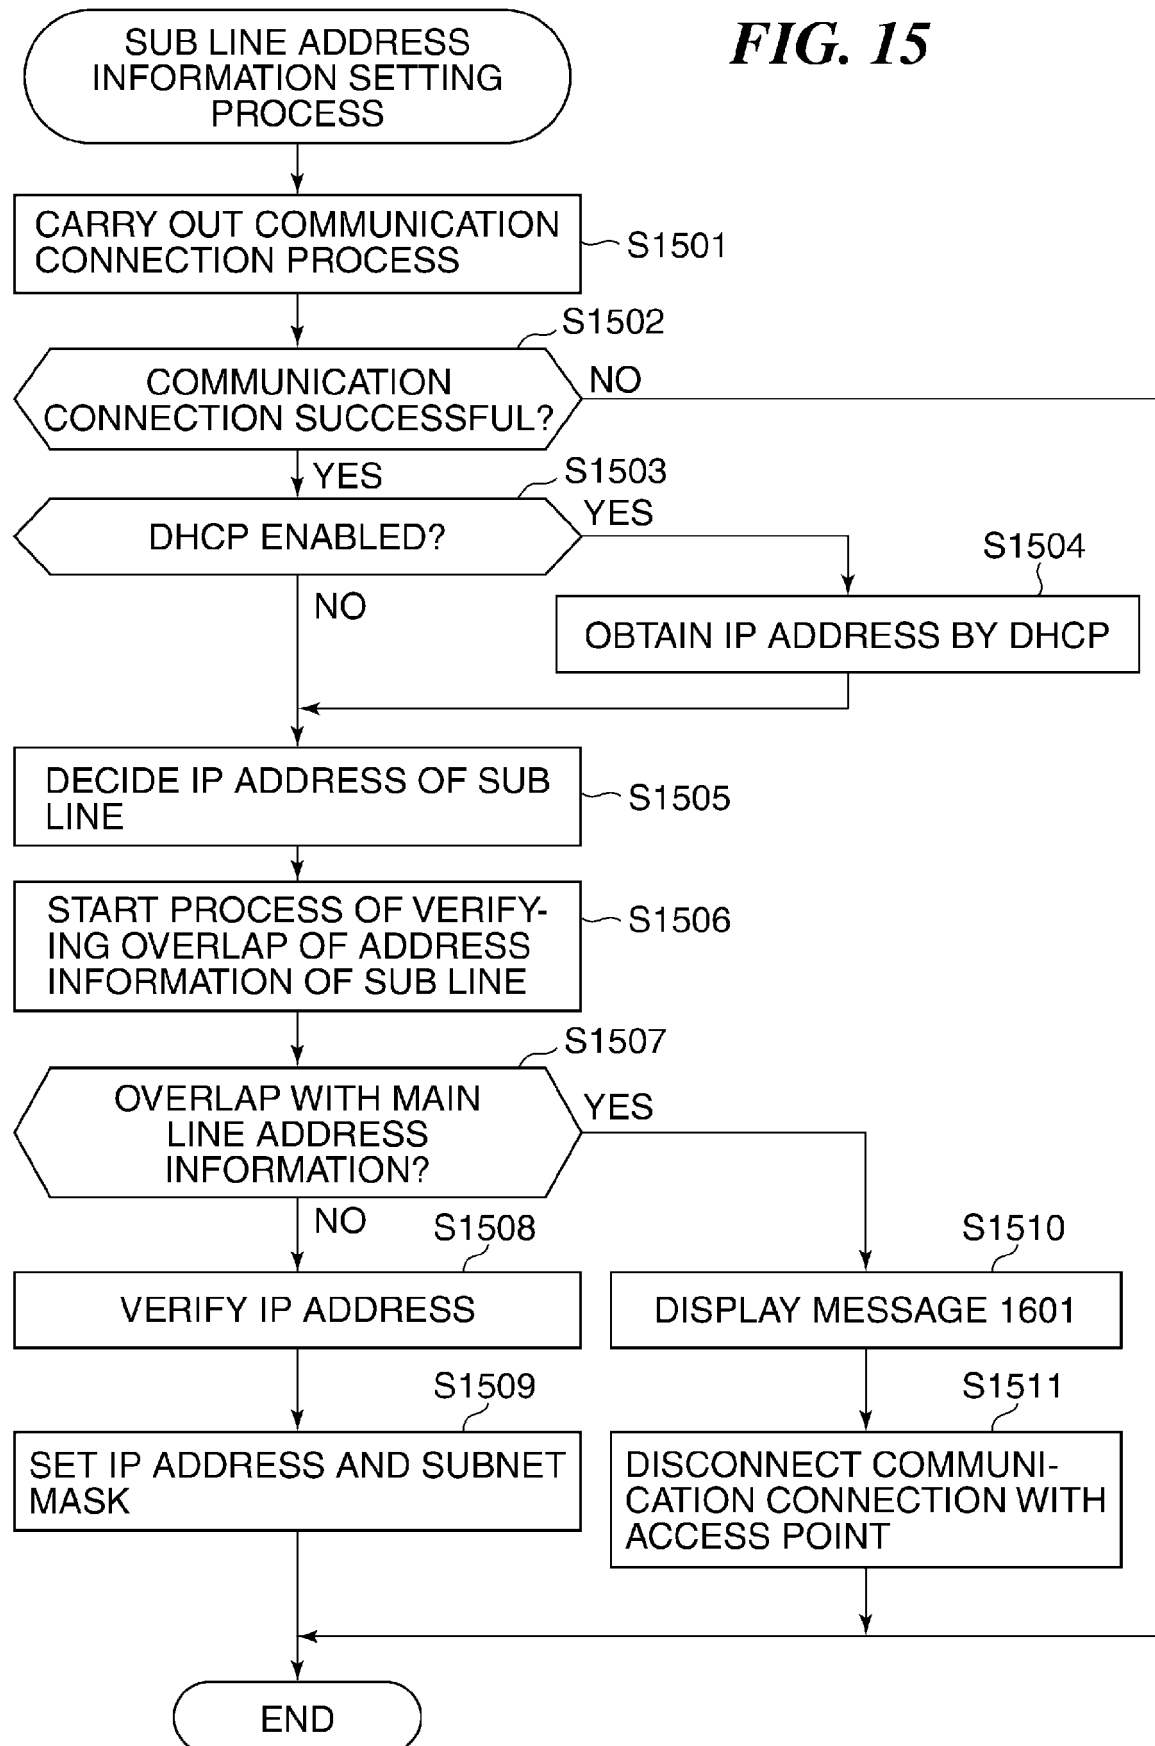 FIG. 15
SUB LINE ADDRESS
INFORMATION SETTING
PROCESS
CARRY OUT COMMUNICATION
CONNECTION PROCESS
S1501
S1502
COMMUNICATION
CONNECTION SUCCESSFUL?
NO
YES
S1503
DHCP ENABLED?
YES
NO
S1504
OBTAIN IP ADDRESS BY DHCP
DECIDE IP ADDRESS OF SUB
LINE
S1505
START PROCESS OF VERIFY-
ING OVERLAP OF ADDRESS
INFORMATION OF SUB LINE
S1506
S1507
OVERLAP WITH MAIN
LINE ADDRESS
INFORMATION?
YES
NO
S1508
VERIFY IP ADDRESS
S1510
DISPLAY MESSAGE 1601
S1509
SET IP ADDRESS AND SUBNET
MASK
S1511
DISCONNECT COMMUNI-
CATION CONNECTION WITH
ACCESS POINT
END